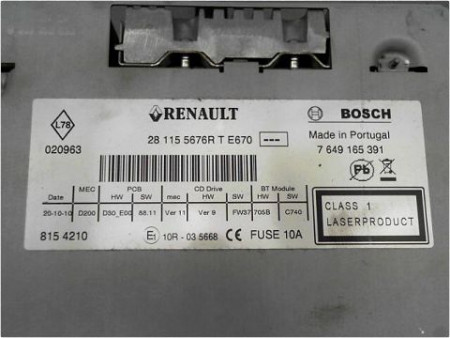 L78
020963
RENAULT
28 115 5676R T E670 ---
BOSCH
Made in Portugal
7 649 165 391
Pb
MEC PCB CD Drive BT Module
Date HW SW mec HW SW HW SW
20-10-10 D200 D30_E00 88.11 Ver 11 Ver 9 FW37 705B C740
815 4210
E1 10R - 03 5668 CE FUSE 10A
CLASS 1
LASERPRODUCT